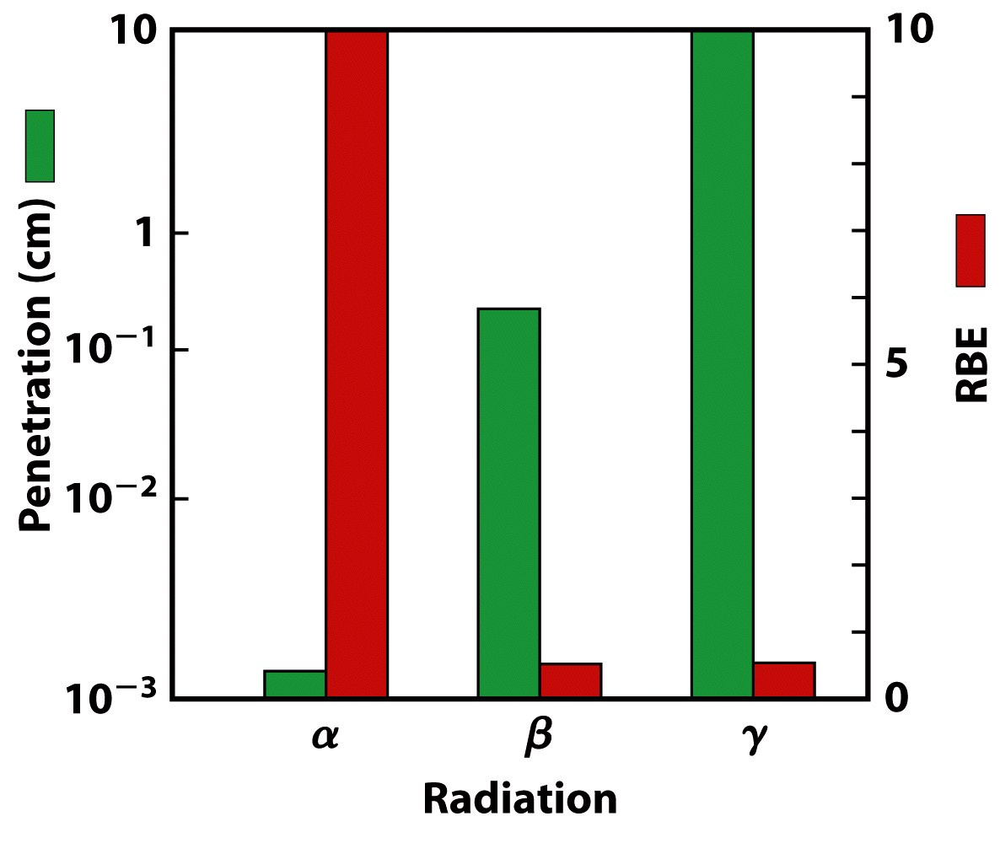 Penetration (cm)
10
1
10⁻¹
10⁻²
10⁻³
10
5
0
RBE
α β γ
Radiation